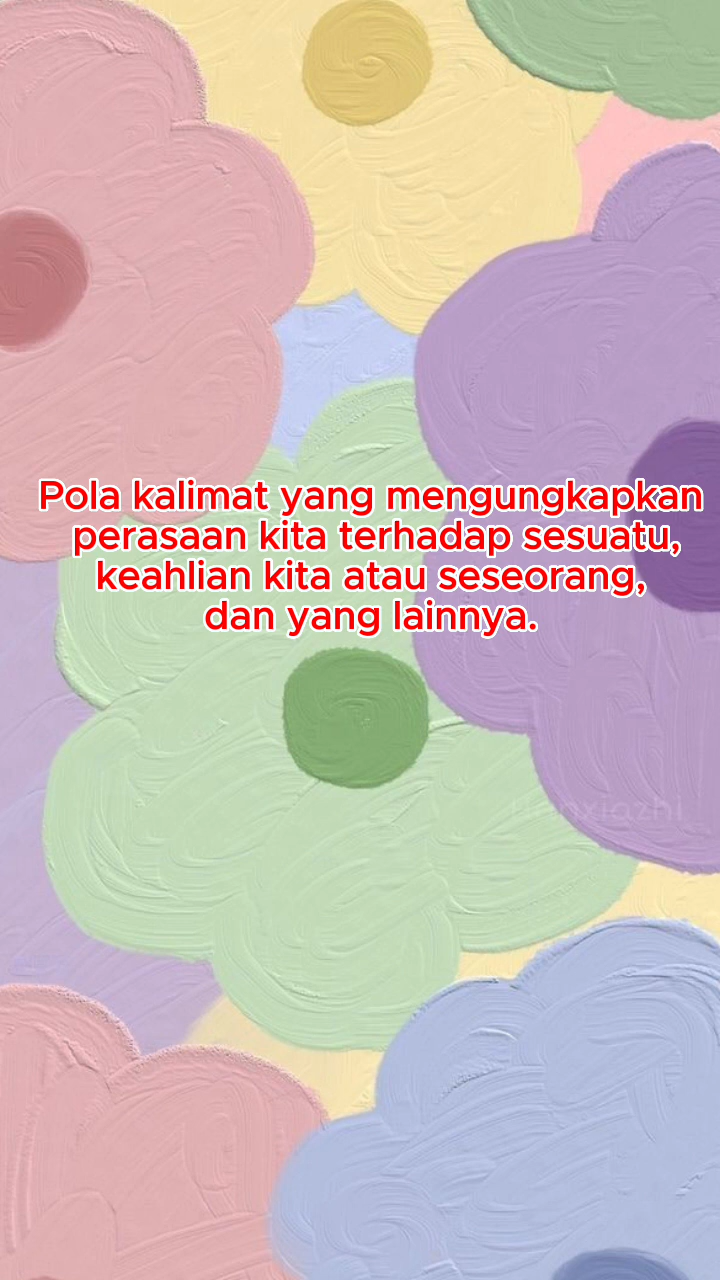 Pola kalimat yang mengungkapkan
perasaan kita terhadap sesuatu,
keahlian kita atau seseorang,
dan yang lainnya.